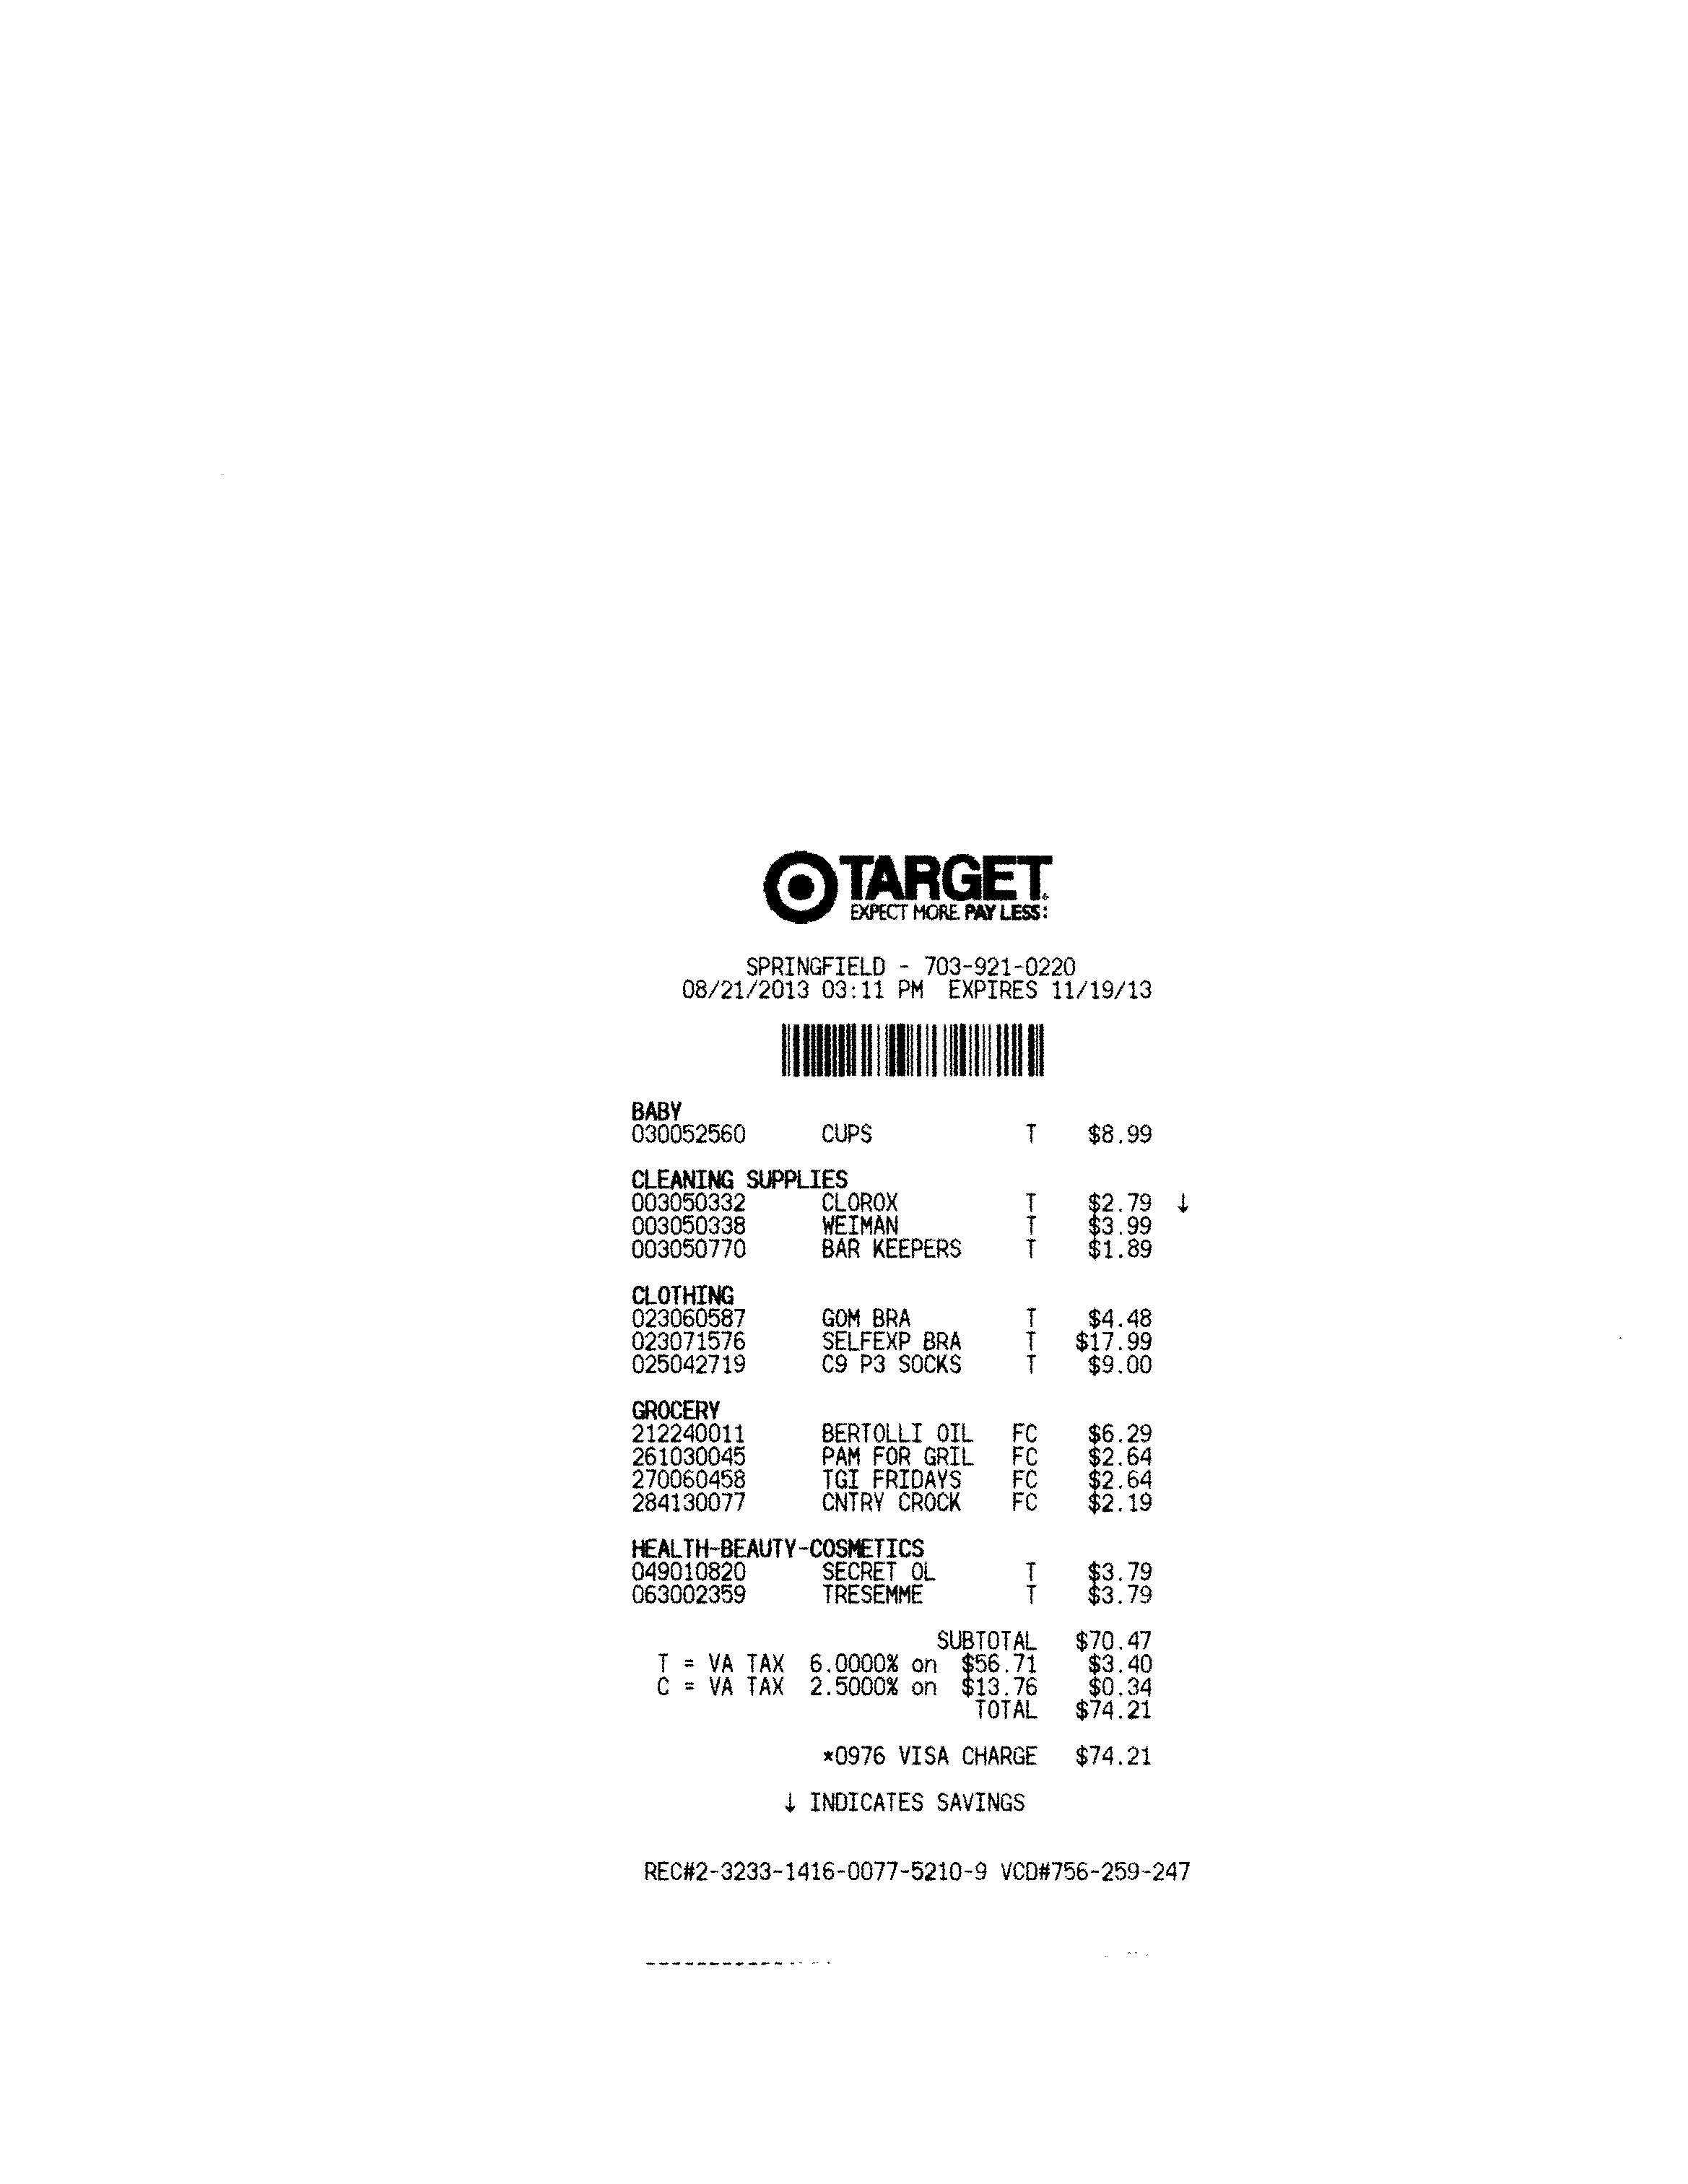 TARGET
EXPECT MORE. PAY LESS.
SPRINGFIELD - 703-921-0220
08/21/2013 03:11 PM EXPIRES 11/19/13
BABY
030052560 CUPS T $8.99
CLEANING SUPPLIES
003050332 CLOROX T $2.79 ↓
003050338 WEIMAN T $3.99
003050770 BAR KEEPERS T $1.89
CLOTHING
023060587 GOM BRA T $4.48
023071576 SELFEXP BRA T $17.99
025042719 C9 P3 SOCKS T $9.00
GROCERY
212240011 BERTOLLI OIL FC $6.29
261030045 PAM FOR GRIL FC $2.64
270060458 TGI FRIDAYS FC $2.64
284130077 CNTRY CROCK FC $2.19
HEALTH-BEAUTY-COSMETICS
049010820 SECRET OL T $3.79
063002359 TRESEMME T $3.79
SUBTOTAL $70.47
T = VA TAX 6.0000% on $56.71 $3.40
C = VA TAX 2.5000% on $13.76 $0.34
TOTAL $74.21
*0976 VISA CHARGE $74.21
↓ INDICATES SAVINGS
REC#2-3233-1416-0077-5210-9 VCD#756-259-247